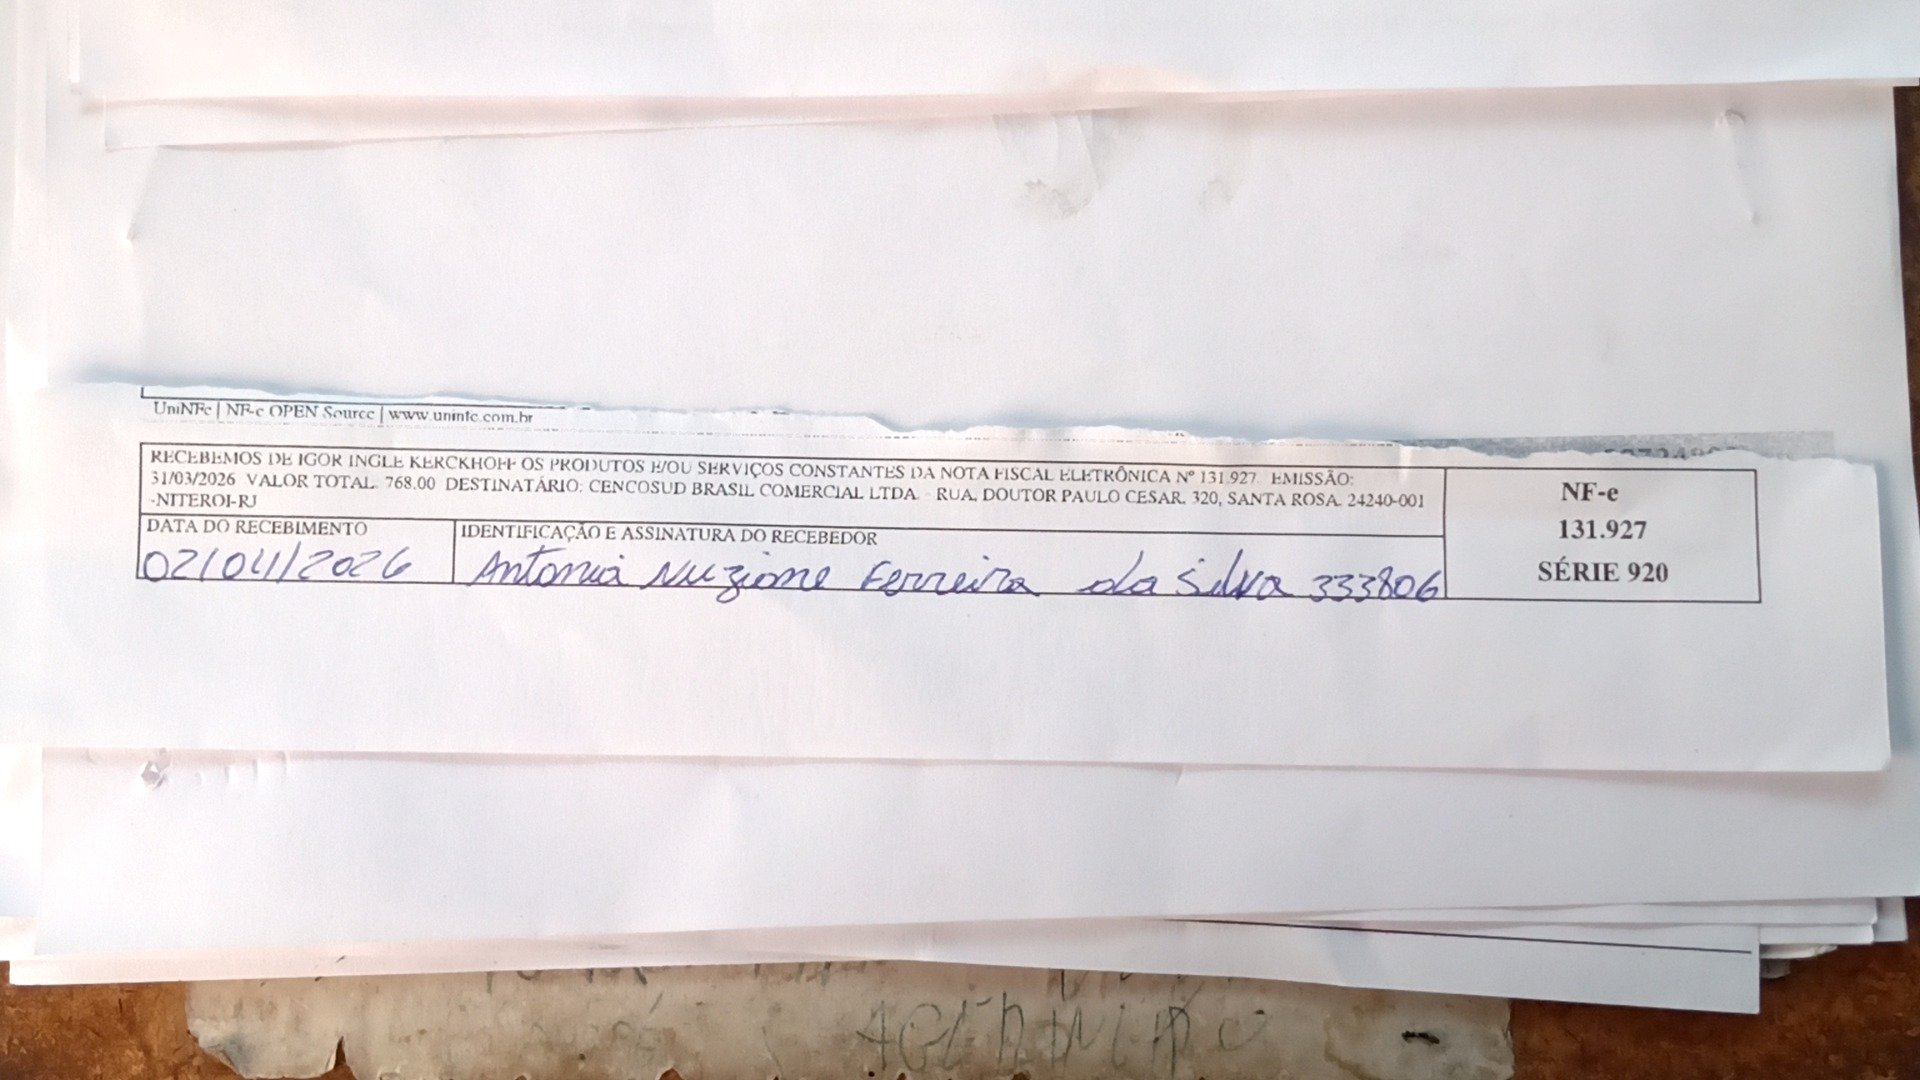 UniNFe | NF-e OPEN Source | www.uninfe.com.br
RECEBEMOS DE IGOR INGLE KERCKHOFF OS PRODUTOS E/OU SERVIÇOS CONSTANTES DA NOTA FISCAL ELETRÔNICA Nº 131.927. EMISSÃO:
31/03/2026 VALOR TOTAL: 768.00 DESTINATÁRIO: CENCOSUD BRASIL COMERCIAL LTDA. - RUA. DOUTOR PAULO CESAR, 320, SANTA ROSA. 24240-001
-NITEROI-RJ
DATA DO RECEBIMENTO
02/04/2026
IDENTIFICAÇÃO E ASSINATURA DO RECEBEDOR
Antonia Nuzione Ferreira da Silva 333806
NF-e
131.927
SÉRIE 920